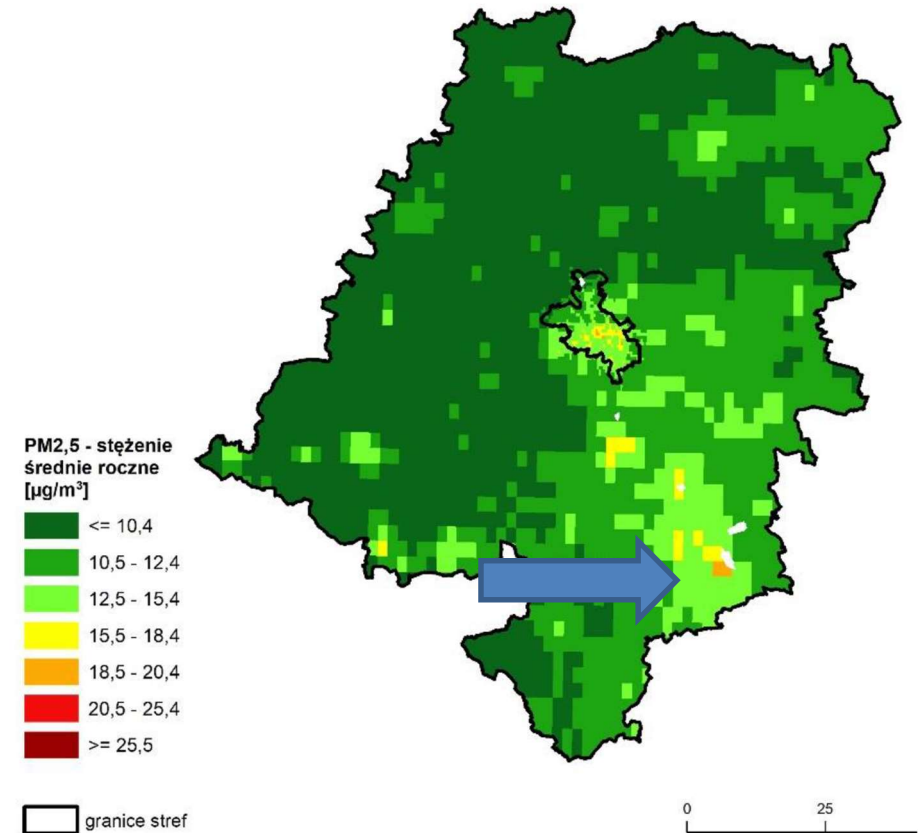 PM2,5 - stężenie
średnie roczne
[µg/m³]
<= 10,4
10,5 - 12,4
12,5 - 15,4
15,5 - 18,4
18,5 - 20,4
20,5 - 25,4
>= 25,5
granice stref
0 25